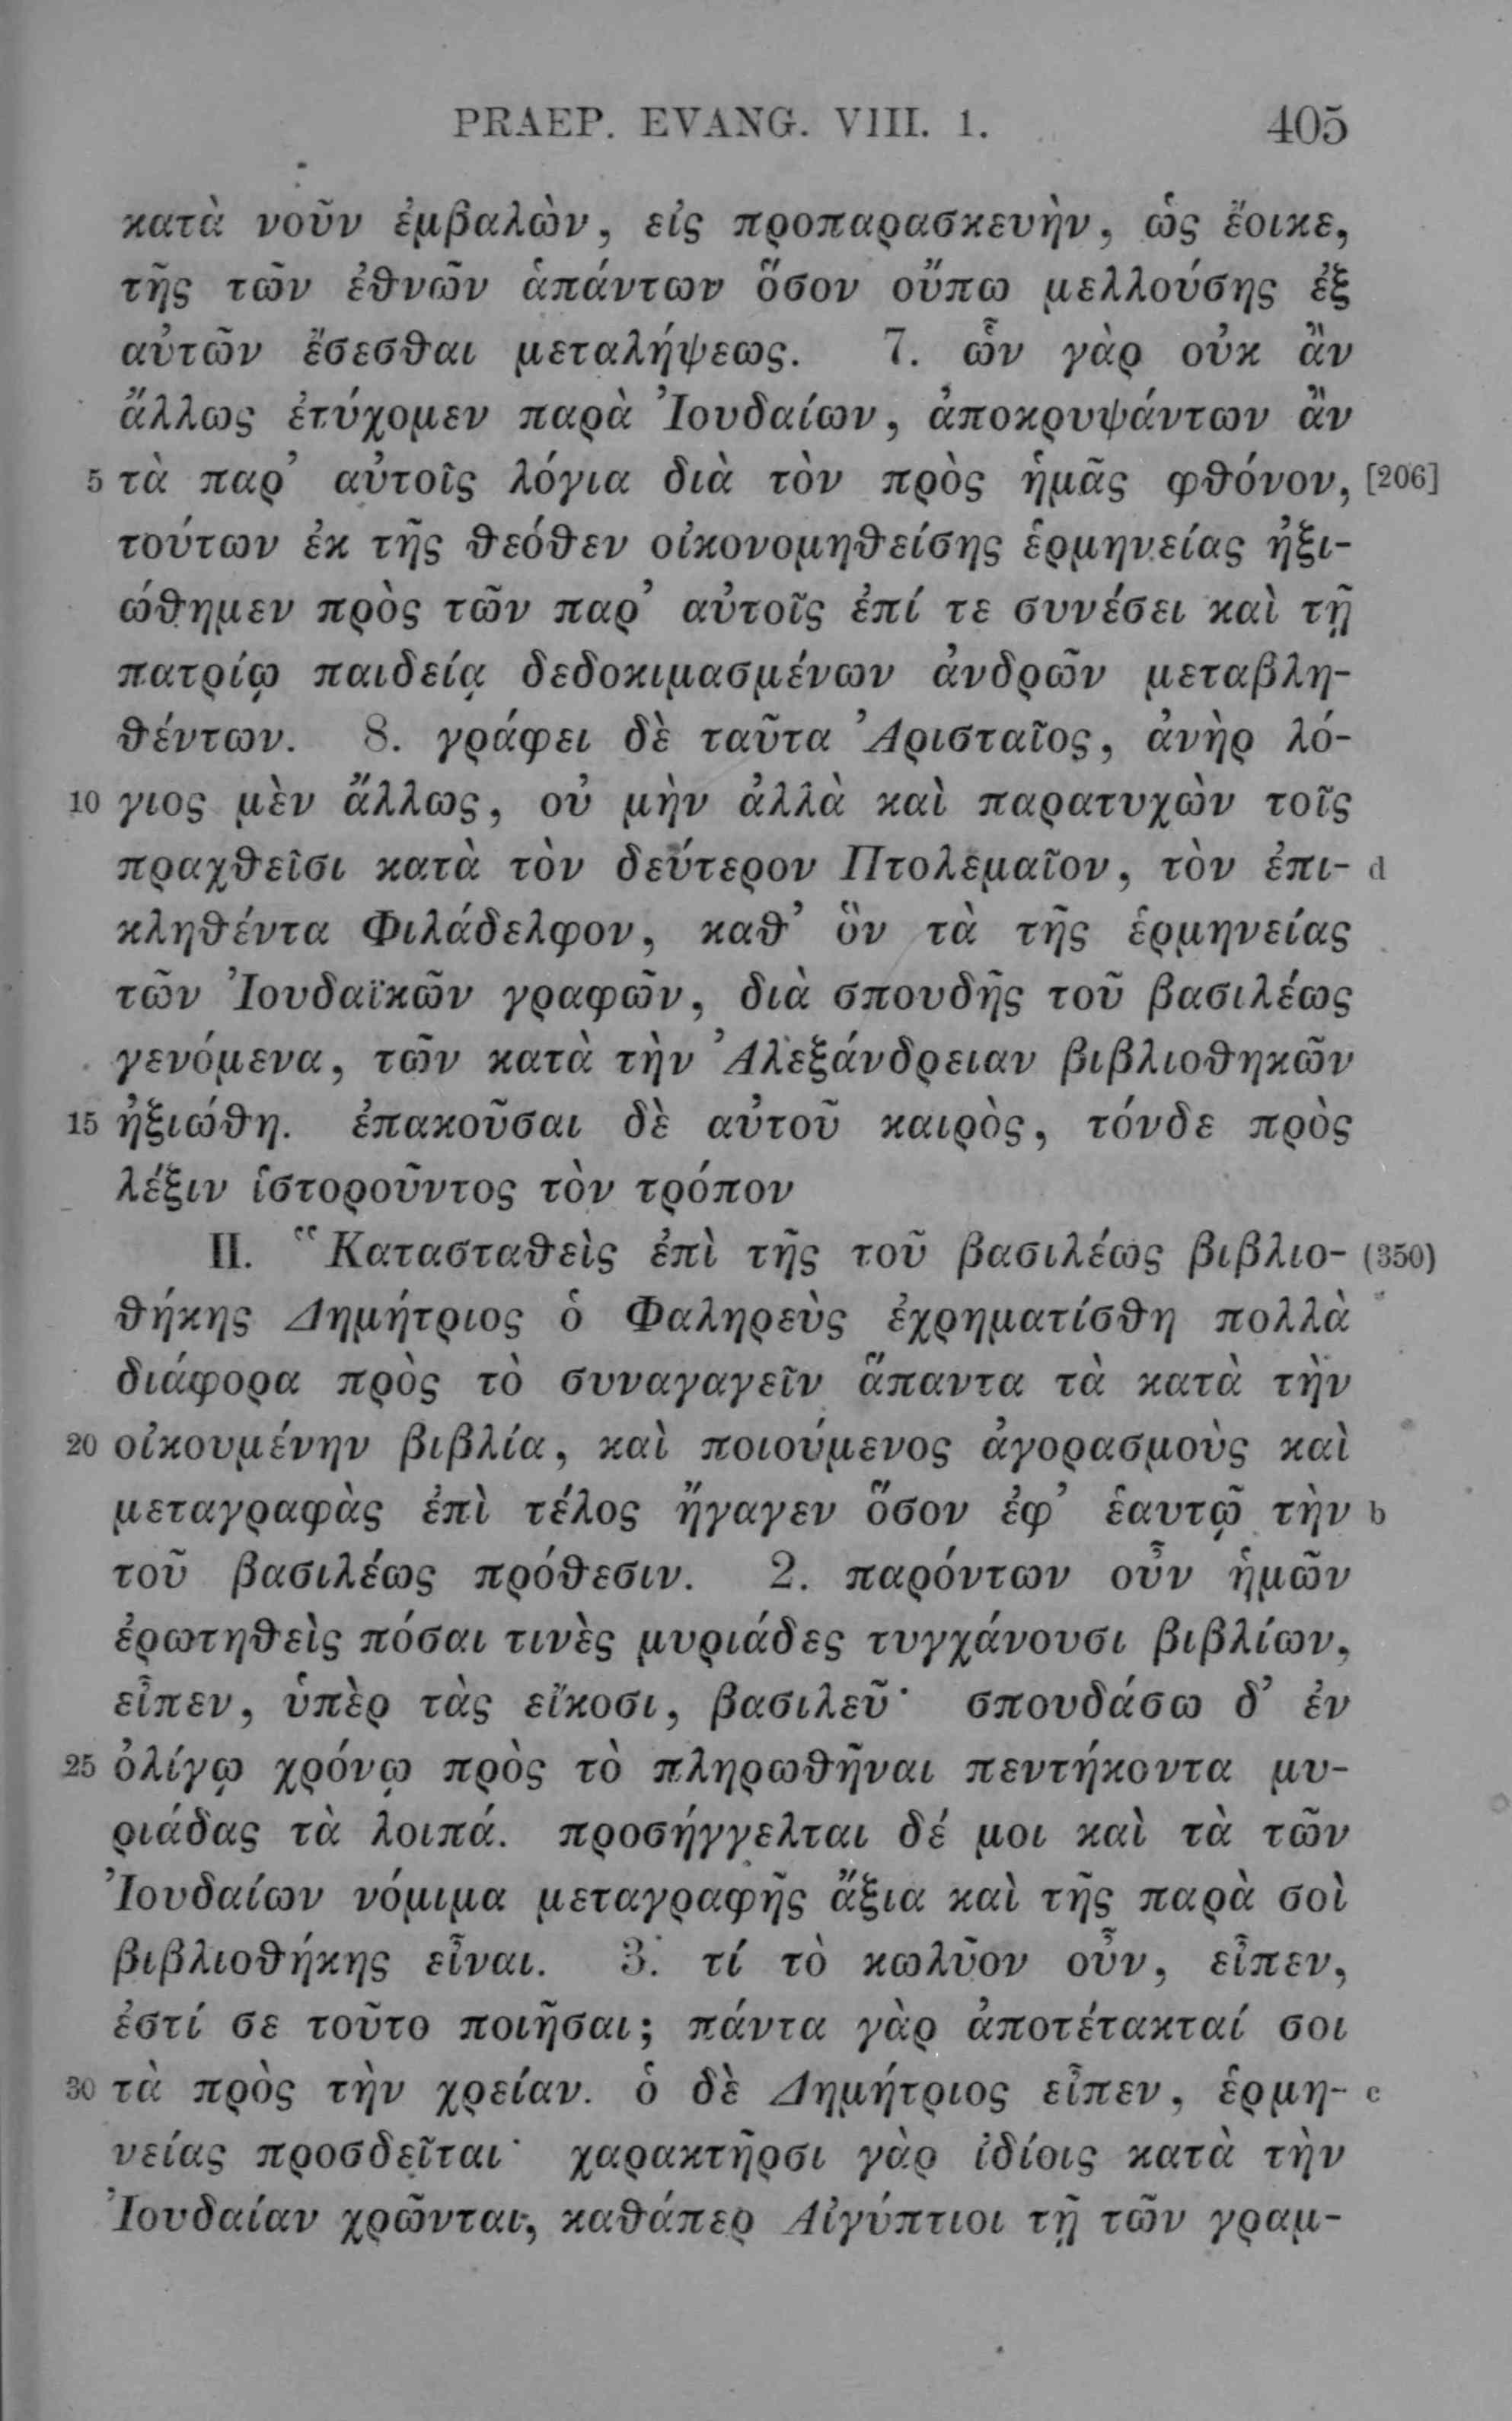 PRAEP. EVANG. VIII. 1. 405
κατὰ νοῦν ἐμβαλὼν, εἰς προπαρασκευὴν, ὡς ἔοικε,
τῆς τῶν ἐθνῶν ἁπάντων ὅσον οὔπω μελλούσης ἐξ
αὐτῶν ἔσεσθαι μεταλήψεως. 7. ὧν γὰρ οὐκ ἂν
ἄλλως ἐτύχομεν παρὰ Ἰουδαίων, ἀποκρυψάντων ἂν
5 τὰ παρ’ αὐτοῖς λόγια διὰ τὸν πρὸς ἡμᾶς φθόνον, [206]
τούτων ἐκ τῆς θεόθεν οἰκονομηθείσης ἑρμηνείας ἠξι-
ώθημεν πρὸς τῶν παρ’ αὐτοῖς ἐπί τε συνέσει καὶ τῇ
πατρίῳ παιδείᾳ δεδοκιμασμένων ἀνδρῶν μεταβλη-
θέντων. 8. γράφει δὲ ταῦτα Ἀρισταῖος, ἀνὴρ λό-
10 γιος μὲν ἄλλως, οὐ μὴν ἀλλὰ καὶ παρατυχὼν τοῖς
πραχθεῖσι κατὰ τὸν δεύτερον Πτολεμαῖον, τὸν ἐπι- d
κληθέντα Φιλάδελφον, καθ’ ὃν τὰ τῆς ἑρμηνείας
τῶν Ἰουδαϊκῶν γραφῶν, διὰ σπουδῆς τοῦ βασιλέως
γενόμενα, τῶν κατὰ τὴν Ἀλεξάνδρειαν βιβλιοθηκῶν
15 ἠξιώθη. ἐπακοῦσαι δὲ αὐτοῦ καιρὸς, τόνδε πρὸς
λέξιν ἱστοροῦντος τὸν τρόπον
II. “Κατασταθεὶς ἐπὶ τῆς τοῦ βασιλέως βιβλιο- (350)
θήκης Δημήτριος ὁ Φαληρεὺς ἐχρηματίσθη πολλὰ
διάφορα πρὸς τὸ συναγαγεῖν ἅπαντα τὰ κατὰ τὴν
20 οἰκουμένην βιβλία, καὶ ποιούμενος ἀγορασμοὺς καὶ
μεταγραφὰς ἐπὶ τέλος ἤγαγεν ὅσον ἐφ’ ἑαυτῷ τὴν b
τοῦ βασιλέως πρόθεσιν. 2. παρόντων οὖν ἡμῶν
ἐρωτηθεὶς πόσαι τινὲς μυριάδες τυγχάνουσι βιβλίων,
εἶπεν, ὑπὲρ τὰς εἴκοσι, βασιλεῦ· σπουδάσω δ’ ἐν
25 ὀλίγῳ χρόνῳ πρὸς τὸ πληρωθῆναι πεντήκοντα μυ-
ριάδας τὰ λοιπά. προσήγγελται δέ μοι καὶ τὰ τῶν
Ἰουδαίων νόμιμα μεταγραφῆς ἄξια καὶ τῆς παρὰ σοὶ
βιβλιοθήκης εἶναι. 3. τί τὸ κωλῦον οὖν, εἶπεν,
ἐστί σε τοῦτο ποιῆσαι; πάντα γὰρ ἀποτέτακταί σοι
30 τὰ πρὸς τὴν χρείαν. ὁ δὲ Δημήτριος εἶπεν, ἑρμη- c
νείας προσδεῖται· χαρακτῆρσι γὰρ ἰδίοις κατὰ τὴν
Ἰουδαίαν χρῶνται, καθάπερ Αἰγύπτιοι τῇ τῶν γραμ-